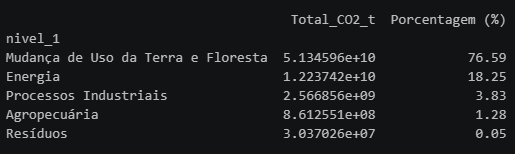 Total_CO2_t Porcentagem (%)
nivel_1
Mudança de Uso da Terra e Floresta 5.134596e+10 76.59
Energia 1.223742e+10 18.25
Processos Industriais 2.566856e+09 3.83
Agropecuária 8.612551e+08 1.28
Resíduos 3.037026e+07 0.05